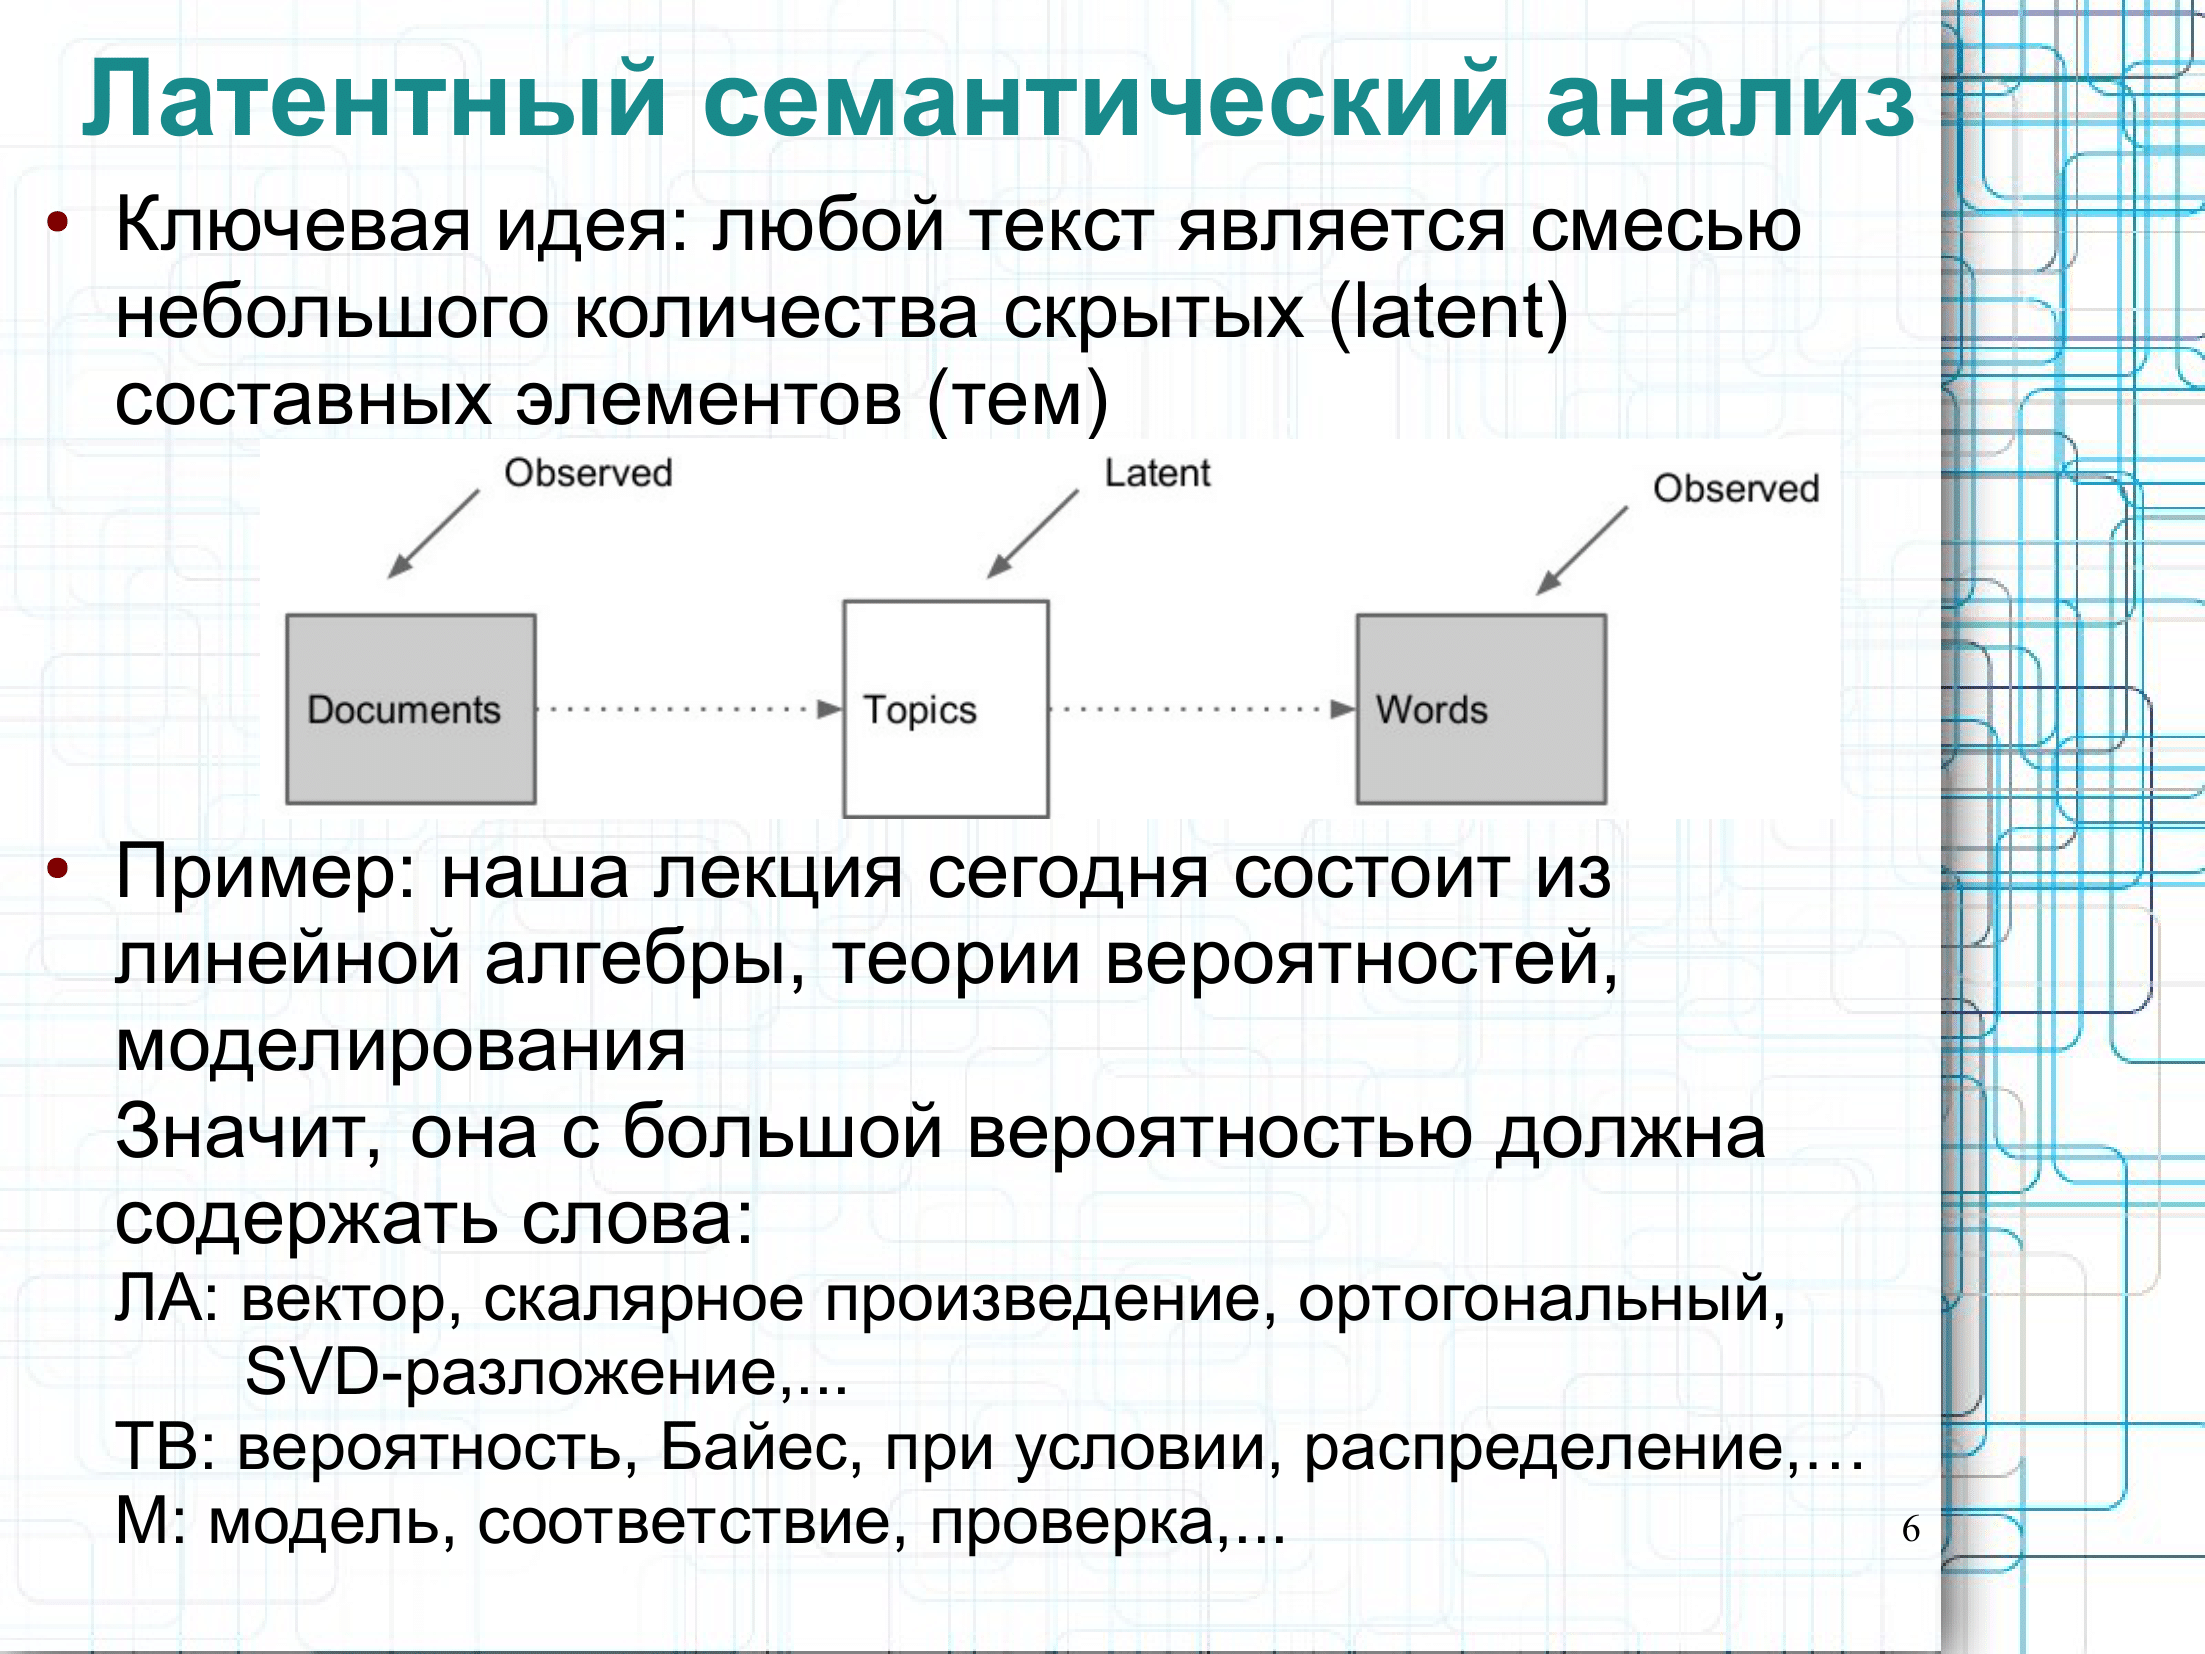 Латентный семантический анализ
• Ключевая идея: любой текст является смесью
небольшого количества скрытых (latent)
составных элементов (тем)
Observed
Latent
Observed
Documents
Topics
Words
• Пример: наша лекция сегодня состоит из
линейной алгебры, теории вероятностей,
моделирования
Значит, она с большой вероятностью должна
содержать слова:
ЛА: вектор, скалярное произведение, ортогональный,
SVD-разложение,...
ТВ: вероятность, Байес, при условии, распределение,…
М: модель, соответствие, проверка,...
6